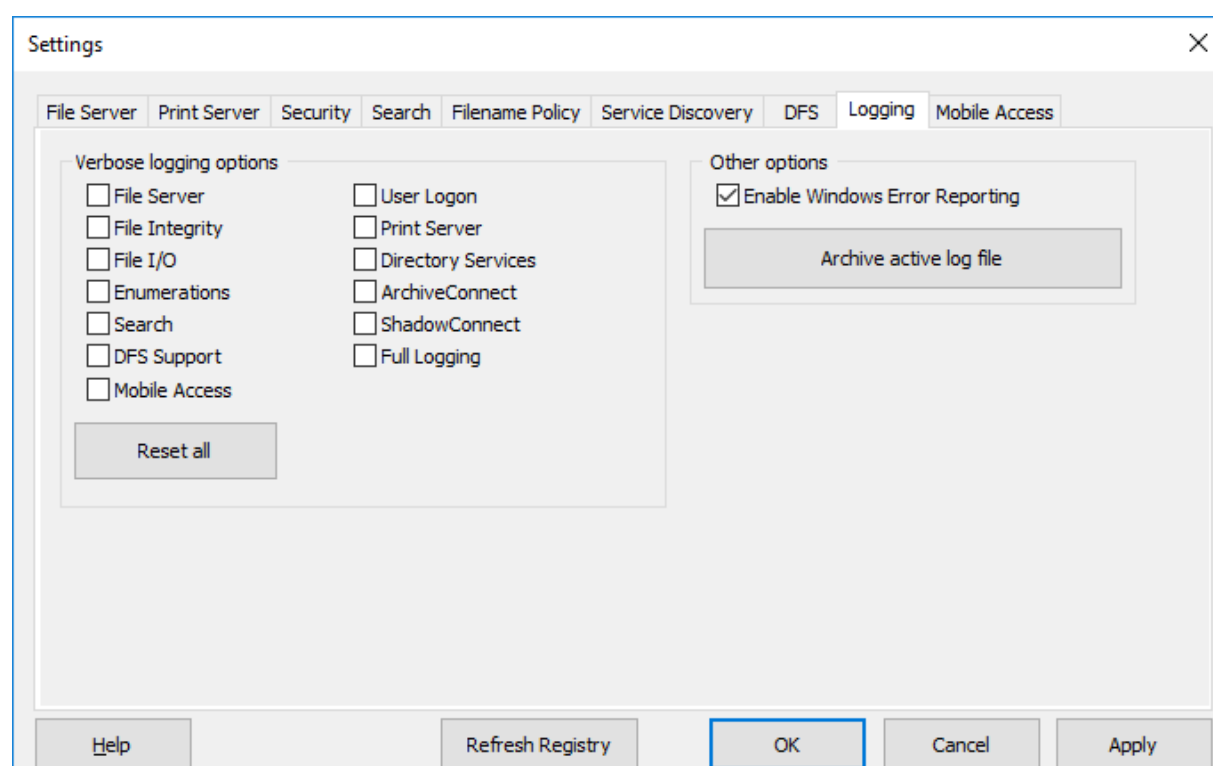 Settings
File Server Print Server Security Search Filename Policy Service Discovery DFS Logging Mobile Access
Verbose logging options
File Server
File Integrity
File I/O
Enumerations
Search
DFS Support
Mobile Access
User Logon
Print Server
Directory Services
ArchiveConnect
ShadowConnect
Full Logging
Reset all
Other options
Enable Windows Error Reporting
Archive active log file
Help Refresh Registry OK Cancel Apply